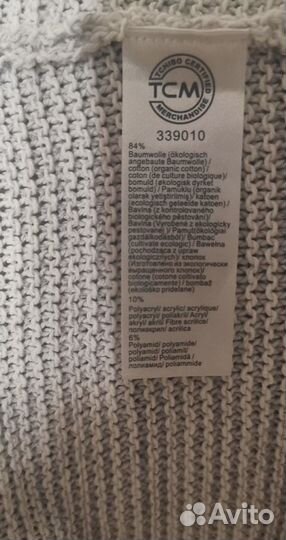 TCHIBO CERTIFIED
TCM
MERCHANDISE
339010
84%
Baumwolle (ökologisch
angebaute Baumwolle) /
cotton (organic cotton) /
coton (de culture biologique)/
bomuld (økologisk dyrket
bomuld) / Pamuklu (organik
olarak yetiştirilmiş)/ katoen
(ecologisch geteelde katoen) /
Bavlna (z kontrolovaného
biologického pěstování)/
Bavlna (Vyrobené z ekologicky
pestovanej )/ Pamut(ökológiai
gazdálkodásból)/ Bumbac
(cultivate ecologic) / Bawełna
(pochodząca z upraw
ekologicznych)/ хлопок
(Изготовлено из экологически
выращенного хлопка)/
cotone (cotone coltivato
biologicamente) / bombaž
(ekološko pridelane)
10%
Polyacryl/ acrylic/ acrylique/
polyacryl/ poliakril/ Acryl/
akryl/ akril/ Fibre acrilice/
полиакрил/ acrilica
6%
Polyamid/ polyamide/
polyamid/ poliamit/
poliamid/ Poliamidă /
полиамид/ poliammide
Avito